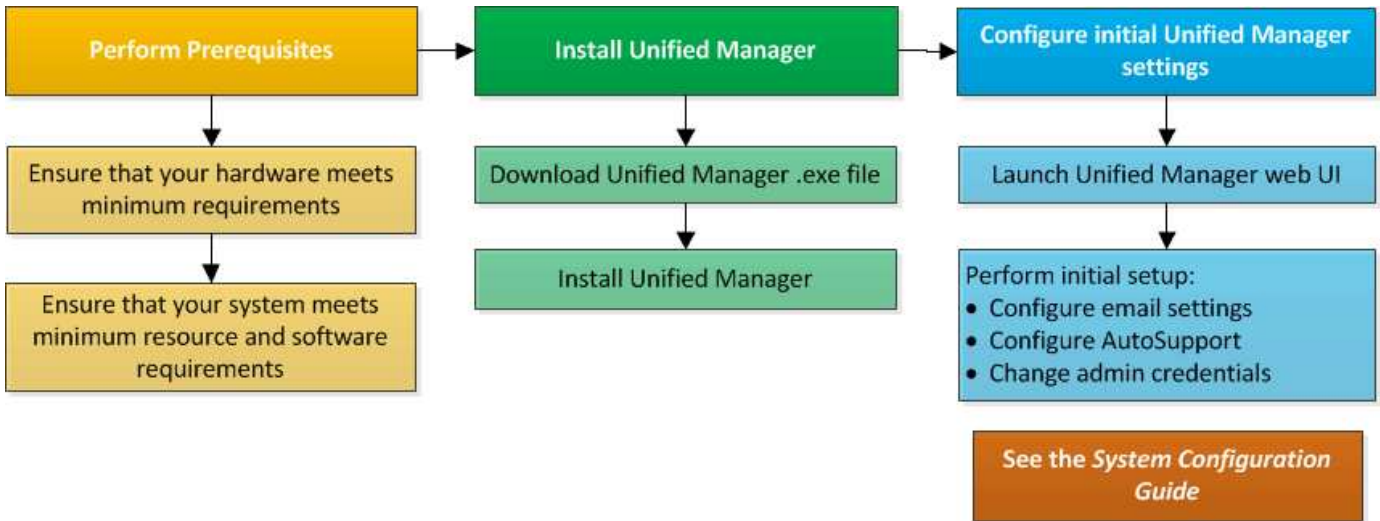 Perform Prerequisites
Install Unified Manager
Configure initial Unified Manager
settings
Ensure that your hardware meets
minimum requirements
Ensure that your system meets
minimum resource and software
requirements
Download Unified Manager .exe file
Install Unified Manager
Launch Unified Manager web UI
Perform initial setup:
• Configure email settings
• Configure AutoSupport
• Change admin credentials
See the System Configuration
Guide